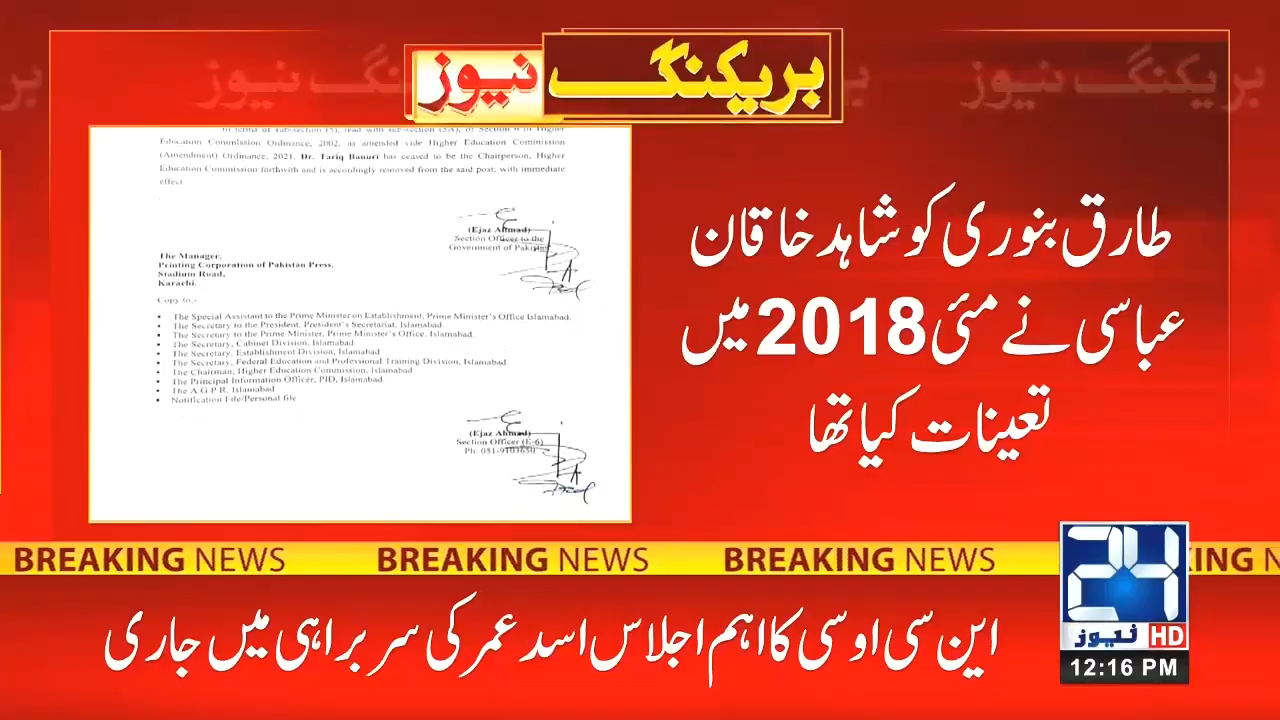 بریکنگ نیوز
In terms of sub-section (5), read with sub-section (5A), of Section 6 of Higher
Education Commission Ordinance, 2002, as amended vide Higher Education Commission
(Amendment) Ordinance, 2021, Dr. Tariq Banuri has ceased to be the Chairperson, Higher
Education Commission forthwith and is accordingly removed from the said post; with immediate
effect
(Ejaz Ahmad)
Section Officer to the
Government of Pakistan
The Manager,
Printing Corporation of Pakistan Press,
Stadium Road,
Karachi.
Copy to,-
• The Special Assistant to the Prime Minister on Establishment, Prime Minister's Office Islamabad.
• The Secretary to the President, President's Secretariat, Islamabad.
• The Secretary to the Prime Minister, Prime Minister's Office, Islamabad.
• The Secretary, Cabinet Division, Islamabad.
• The Secretary, Establishment Division, Islamabad
• The Secretary, Federal Education and Professional Training Division, Islamabad.
• The Chairman, Higher Education Commission, Islamabad
• The Principal Information Officer, PID, Islamabad
• The A.G.P.R, Islamabad
• Notification File/Personal file
(Ejaz Ahmad)
Section Officer (E-6)
Ph: 051-9103650
طارق بنوری کو شاہد خاقان
عباسی نے مئی 2018 میں
تعینات کیا تھا
BREAKING NEWS BREAKING NEWS BREAKING NEWS
این سی او سی کا اہم اجلاس اسد عمر کی سربراہی میں جاری
24
نیوز HD
12:16 PM